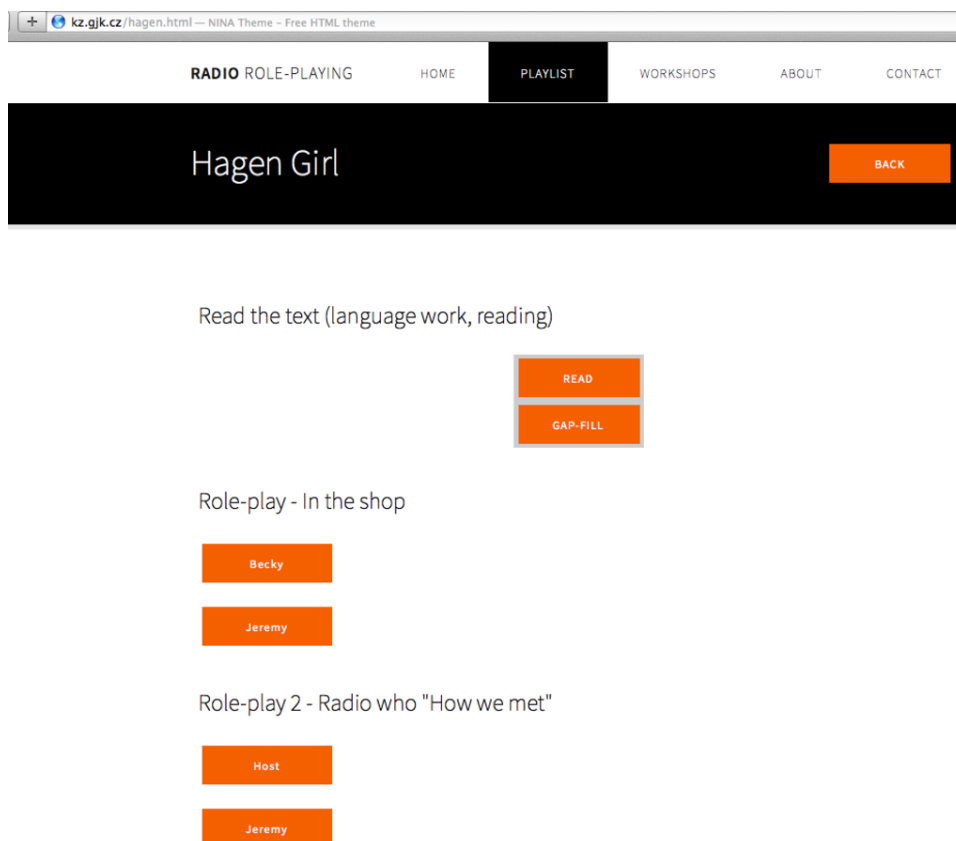 + kz.gjk.cz/hagen.html — NINA Theme – Free HTML theme
RADIO ROLE-PLAYING HOME PLAYLIST WORKSHOPS ABOUT CONTACT
Hagen Girl BACK
Read the text (language work, reading)
READ
GAP-FILL
Role-play - In the shop
Becky
Jeremy
Role-play 2 - Radio who "How we met"
Host
Jeremy